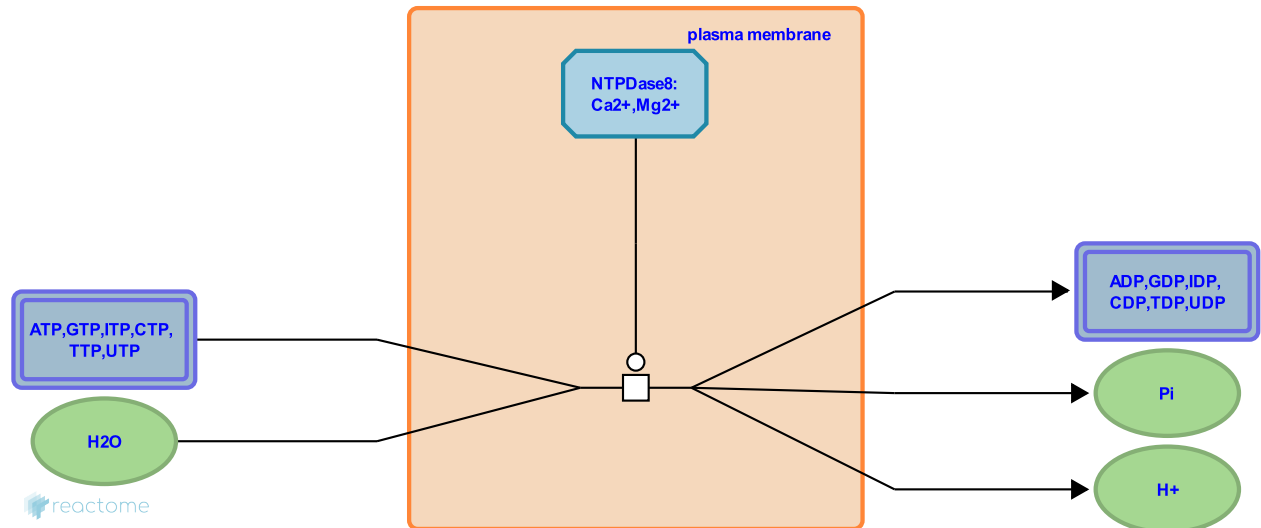 plasma membrane
NTPDase8:
Ca2+,Mg2+
ATP,GTP,ITP,CTP,
TTP,UTP
H2O
ADP,GDP,IDP,
CDP,TDP,UDP
Pi
H+
reactome